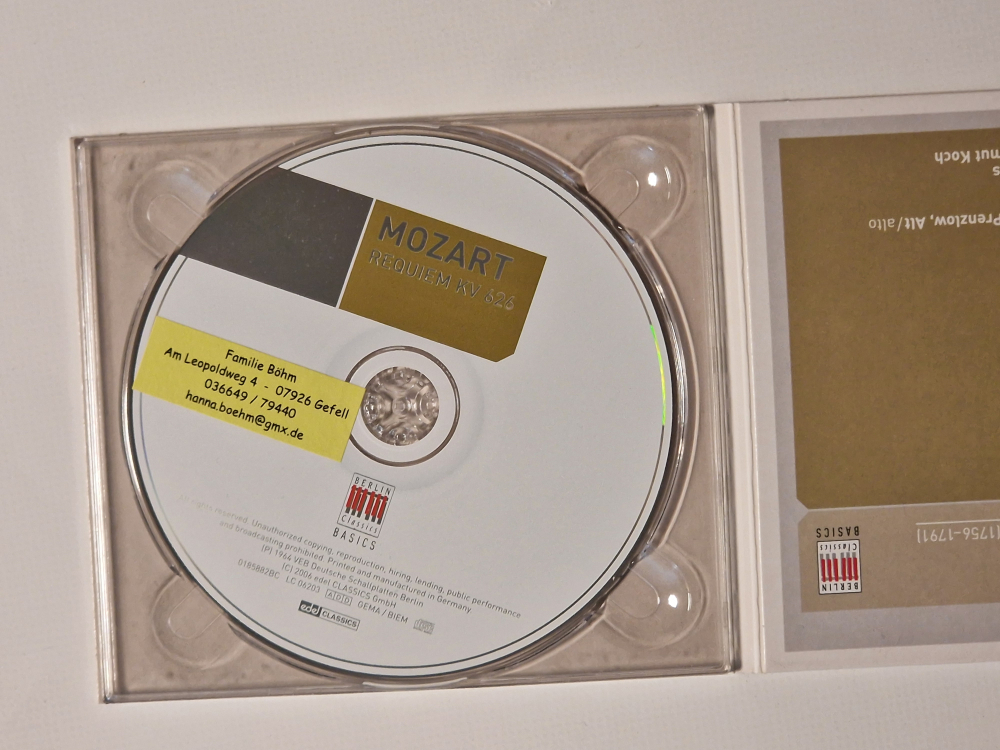 MOZART
REQUIEM KV 626
Familie Böhm
Am Leopoldweg 4 - 07926 Gefell
036649 / 79440
hanna.boehm@gmx.de
BERLIN
Classics
BASICS
rights reserved. Unauthorized copying, reproduction, hiring, lending, public performance
and broadcasting prohibited. Printed and manufactured in Germany.
(P) 1964 VEB Deutsche Schallplatten Berlin
(C) 2006 edel CLASSICS GmbH
0185882BC LC 06203 ADD GEMA / BIEM
edel CLASSICS
(1756-1791)
BERLIN
Classics
BASICS
Prenzlow, Alt/alto
s
mut Koch